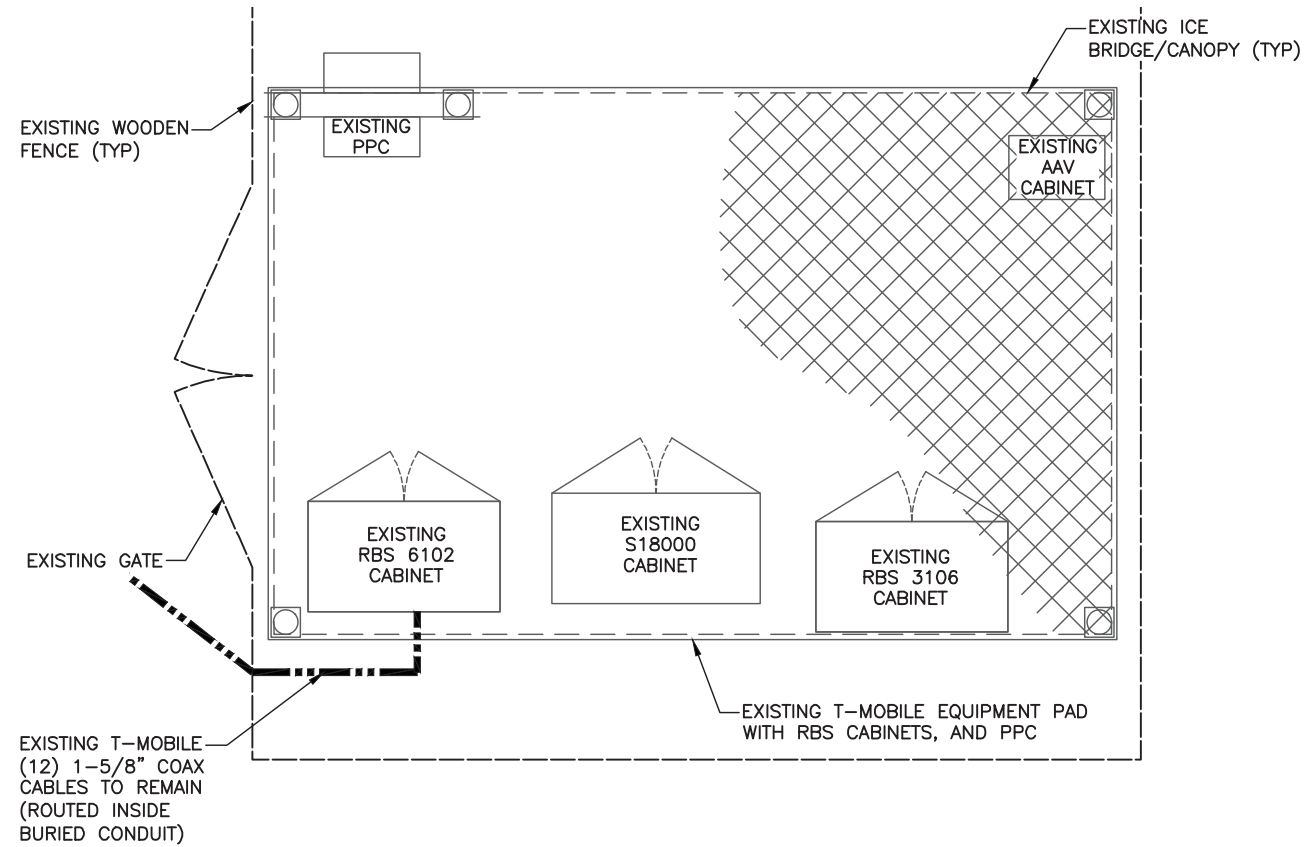 EXISTING ICE
BRIDGE/CANOPY (TYP)
EXISTING WOODEN
FENCE (TYP)
EXISTING
PPC
EXISTING
AAV
CABINET
EXISTING
RBS 6102
CABINET
EXISTING
S18000
CABINET
EXISTING
RBS 3106
CABINET
EXISTING GATE
EXISTING T-MOBILE EQUIPMENT PAD
WITH RBS CABINETS, AND PPC
EXISTING T-MOBILE
(12) 1-5/8" COAX
CABLES TO REMAIN
(ROUTED INSIDE
BURIED CONDUIT)